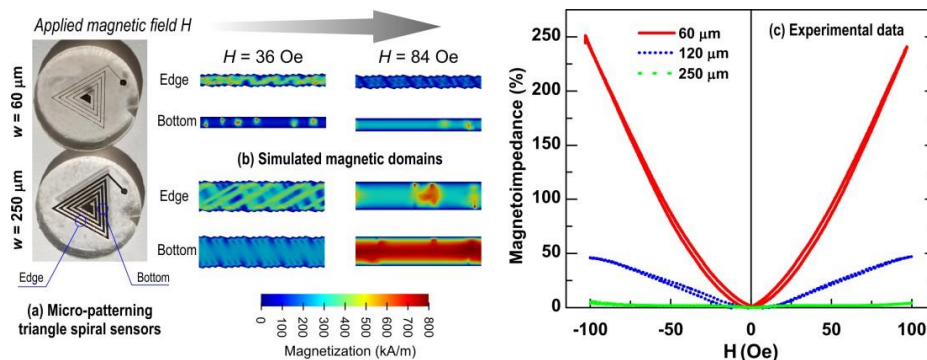 Applied magnetic field H
w = 60 μm
w = 250 μm
Edge
Bottom
(a) Micro-patterning
triangle spiral sensors
H = 36 Oe
H = 84 Oe
Edge
Bottom
(b) Simulated magnetic domains
Edge
Bottom
0
100
200
300
400
500
600
700
800
Magnetization (kA/m)
Magnetoimpedance (%)
250
200
150
100
50
0
60 μm
120 μm
250 μm
(c) Experimental data
-100
-50
0
50
100
H (Oe)